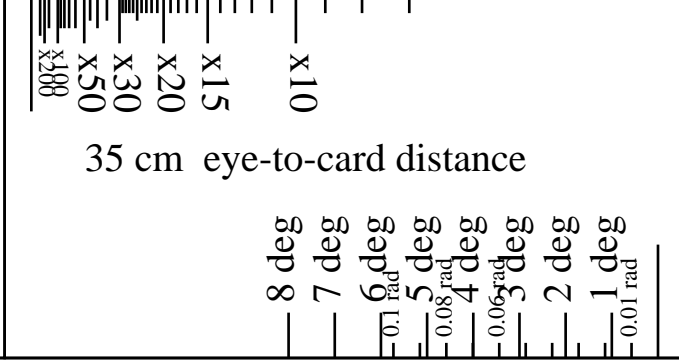 x200 x100 x50 x30 x20 x15 x10
35 cm eye-to-card distance
8 deg 7 deg 6 deg 5 deg 4 deg 3 deg 2 deg 1 deg
0.1 rad 0.08 rad 0.06 rad 0.01 rad